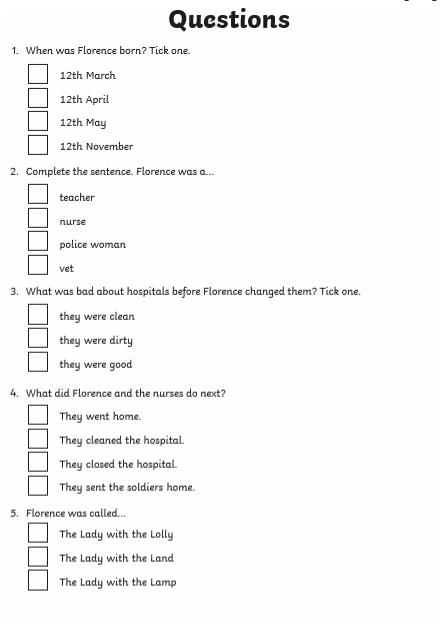 Questions
1. When was Florence born? Tick one.
12th March
12th April
12th May
12th November
2. Complete the sentence. Florence was a...
teacher
nurse
police woman
vet
3. What was bad about hospitals before Florence changed them? Tick one.
they were clean
they were dirty
they were good
4. What did Florence and the nurses do next?
They went home.
They cleaned the hospital.
They closed the hospital.
They sent the soldiers home.
5. Florence was called...
The Lady with the Lolly
The Lady with the Land
The Lady with the Lamp